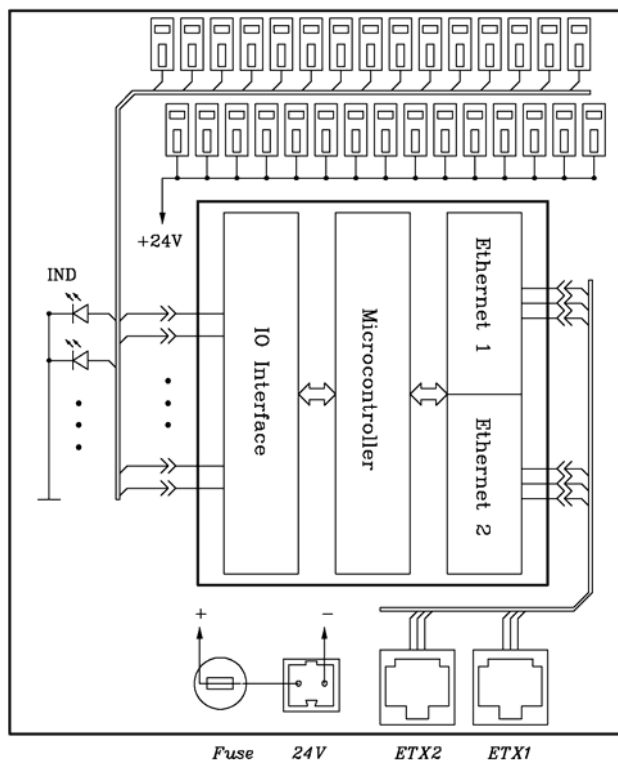 +24V
IND
IO Interface
Microcontroller
Ethernet 1
Ethernet 2
+
-
Fuse
24V
ETX2
ETX1